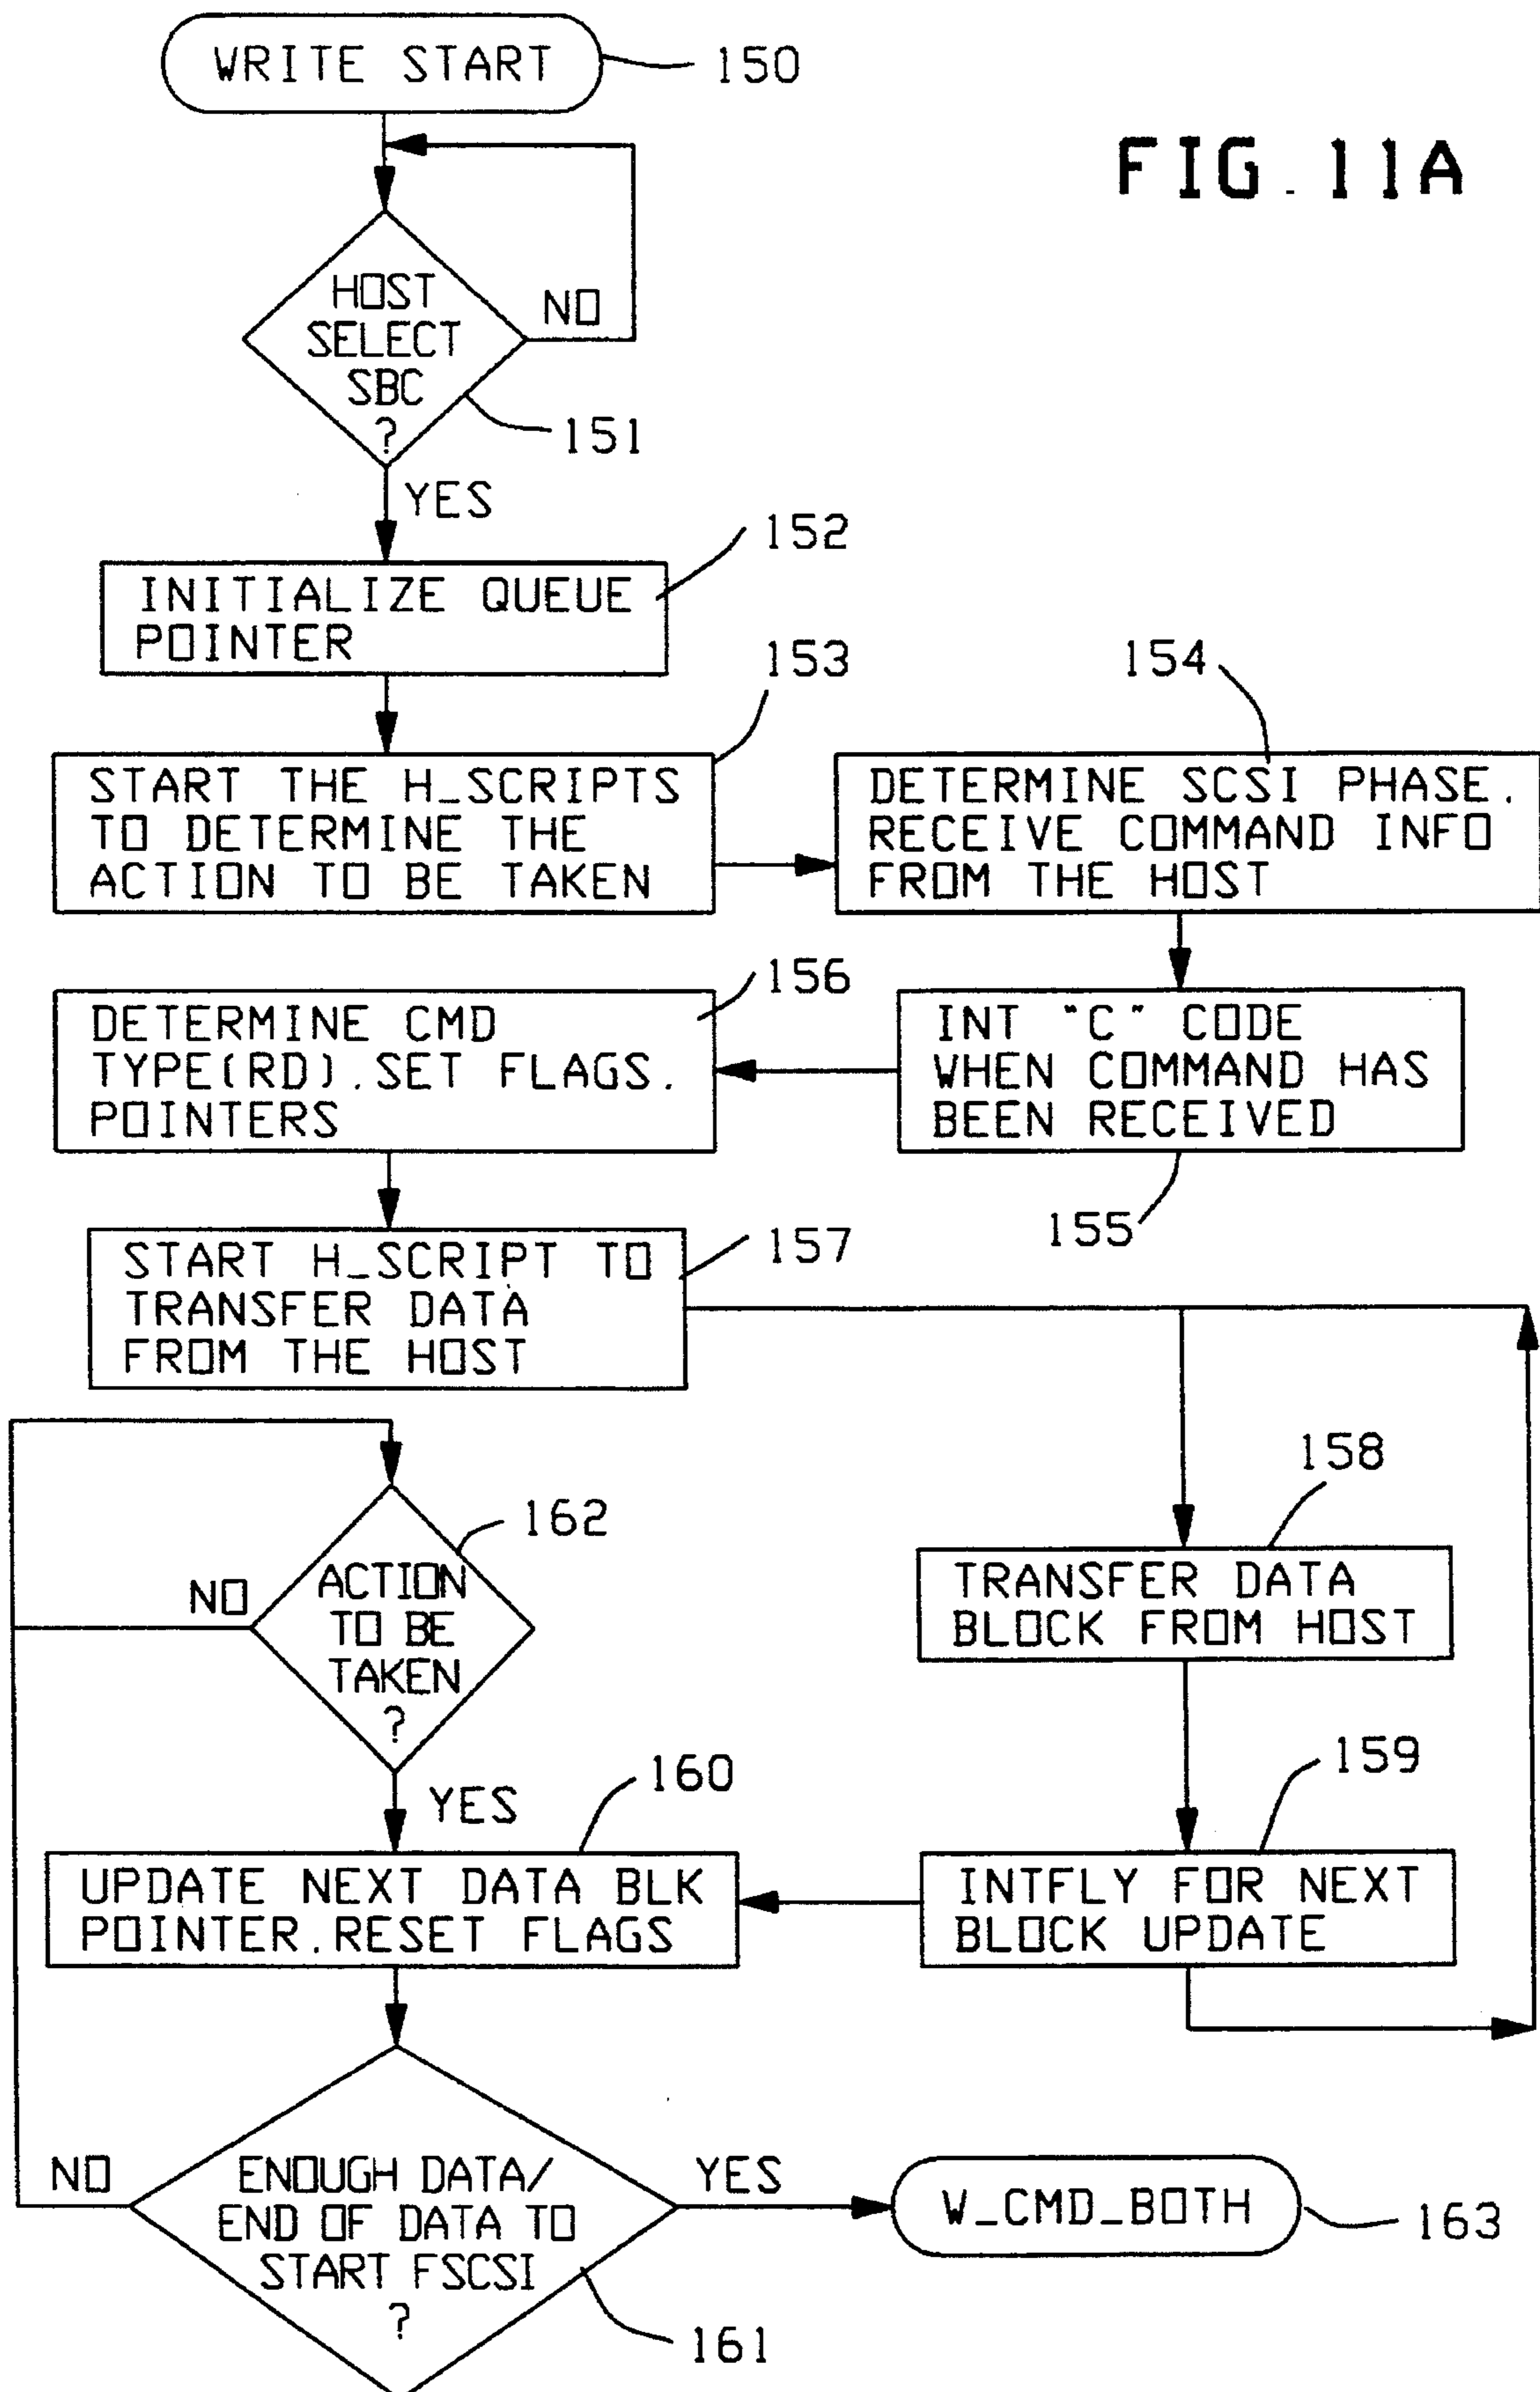 WRITE START
150
FIG. 11A
HOST
SELECT
SBC
?
NO
151
YES
152
INITIALIZE QUEUE
POINTER
153
154
START THE H_SCRIPTS
TO DETERMINE THE
ACTION TO BE TAKEN
DETERMINE SCSI PHASE.
RECEIVE COMMAND INFO
FROM THE HOST
156
DETERMINE CMD
TYPE(RD).SET FLAGS.
POINTERS
INT "C" CODE
WHEN COMMAND HAS
BEEN RECEIVED
155
157
START H_SCRIPT TO
TRANSFER DATA
FROM THE HOST
158
162
NO
ACTION
TO BE
TAKEN
?
TRANSFER DATA
BLOCK FROM HOST
159
160
YES
UPDATE NEXT DATA BLK
POINTER.RESET FLAGS
INTFLY FOR NEXT
BLOCK UPDATE
NO
ENOUGH DATA/
END OF DATA TO
START FSCSI
?
YES
W_CMD_BOTH
163
161